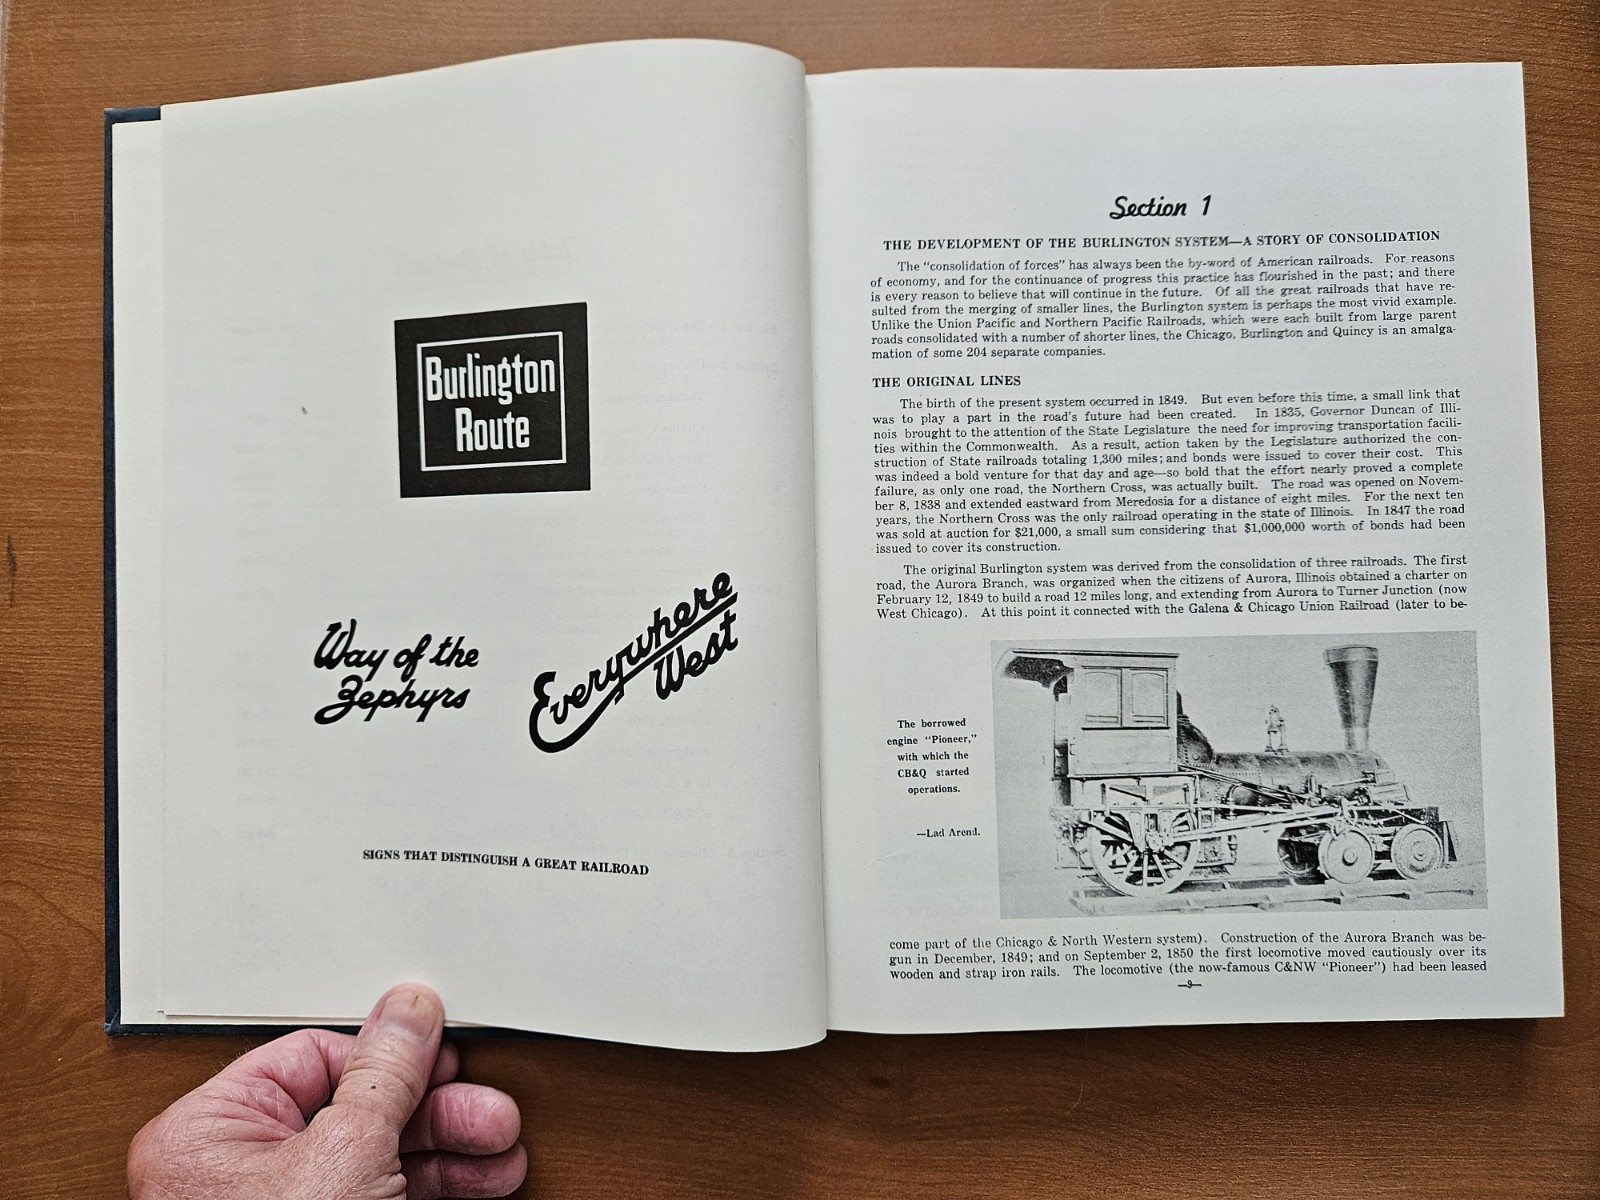 Burlington
Route
Way of the
Zephyrs
Everywhere
West
SIGNS THAT DISTINGUISH A GREAT RAILROAD
Section 1
THE DEVELOPMENT OF THE BURLINGTON SYSTEM—A STORY OF CONSOLIDATION
The "consolidation of forces" has always been the by-word of American railroads. For reasons
of economy, and for the continuance of progress this practice has flourished in the past; and there
is every reason to believe that will continue in the future. Of all the great railroads that have re-
sulted from the merging of smaller lines, the Burlington system is perhaps the most vivid example.
Unlike the Union Pacific and Northern Pacific Railroads, which were each built from large parent
roads consolidated with a number of shorter lines, the Chicago, Burlington and Quincy is an amalga-
mation of some 204 separate companies.
THE ORIGINAL LINES
The birth of the present system occurred in 1849. But even before this time, a small link that
was to play a part in the road's future had been created. In 1835, Governor Duncan of Illi-
nois brought to the attention of the State Legislature the need for improving transportation facili-
ties within the Commonwealth. As a result, action taken by the Legislature authorized the con-
struction of State railroads totaling 1,300 miles; and bonds were issued to cover their cost. This
was indeed a bold venture for that day and age—so bold that the effort nearly proved a complete
failure, as only one road, the Northern Cross, was actually built. The road was opened on Novem-
ber 8, 1838 and extended eastward from Meredosia for a distance of eight miles. For the next ten
years, the Northern Cross was the only railroad operating in the state of Illinois. In 1847 the road
was sold at auction for $21,000, a small sum considering that $1,000,000 worth of bonds had been
issued to cover its construction.
The original Burlington system was derived from the consolidation of three railroads. The first
road, the Aurora Branch, was organized when the citizens of Aurora, Illinois obtained a charter on
February 12, 1849 to build a road 12 miles long, and extending from Aurora to Turner Junction (now
West Chicago). At this point it connected with the Galena & Chicago Union Railroad (later to be-
The borrowed
engine "Pioneer,"
with which the
CB&Q started
operations.
—Lad Arend.
come part of the Chicago & North Western system). Construction of the Aurora Branch was be-
gun in December, 1849; and on September 2, 1850 the first locomotive moved cautiously over its
wooden and strap iron rails. The locomotive (the now-famous C&NW "Pioneer") had been leased
—9—